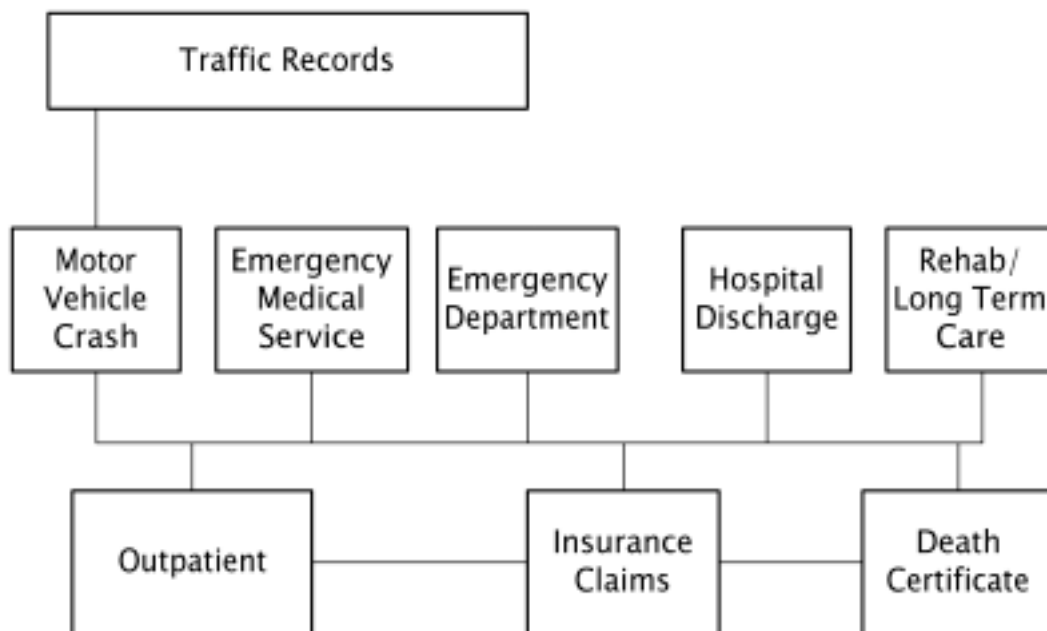 Traffic Records
Motor
Vehicle
Crash
Emergency
Medical
Service
Emergency
Department
Hospital
Discharge
Rehab/
Long Term
Care
Outpatient
Insurance
Claims
Death
Certificate